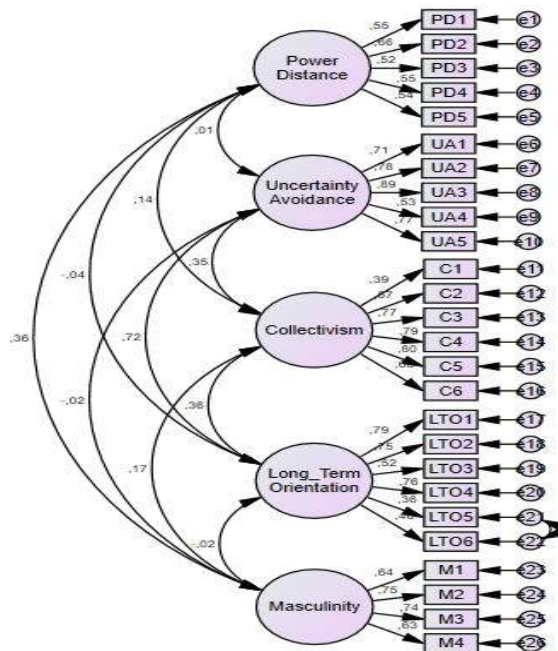 ,55
PD1
e1
,66
PD2
e2
Power
Distance
,52
PD3
e3
,55
PD4
e4
,54
PD5
e5
,01
,71
UA1
e6
,78
UA2
e7
Uncertainty
Avoidance
,89
UA3
e8
,53
UA4
e9
,77
UA5
e10
,14
,35
,39
C1
e11
,67
C2
e12
-,04
,77
C3
e13
Collectivism
,36
,72
,79
C4
e14
,80
C5
e15
C6
e16
-,02
,36
,79
LTO1
e17
,75
LTO2
e18
,17
,52
LTO3
e19
Long_Term
Orientation
,76
LTO4
e20
,36
LTO5
e21
LTO6
e22
-,02
,64
M1
e23
,75
M2
e24
Masculinity
,74
M3
e25
,63
M4
e26